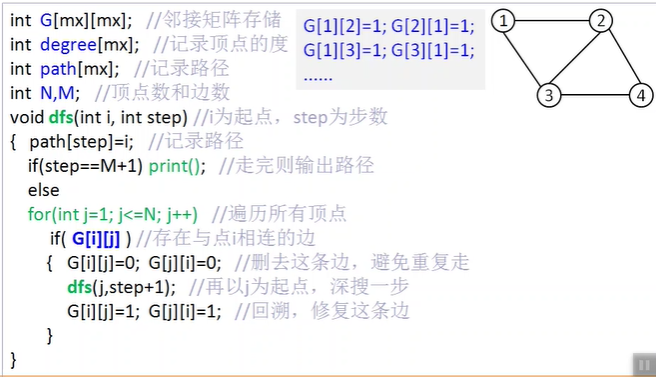 int G[mx][mx]; //邻接矩阵存储
int degree[mx]; //记录顶点的度
int path[mx]; //记录路径
int N,M; //顶点数和边数
void dfs(int i, int step) //i为起点，step为步数
{ path[step]=i; //记录路径
if(step==M+1) print(); //走完则输出路径
else
for(int j=1; j<=N; j++) //遍历所有顶点
if( G[i][j] ) //存在与点i相连的边
{ G[i][j]=0; G[j][i]=0; //删去这条边，避免重复走
dfs(j,step+1); //再以j为起点，深搜一步
G[i][j]=1; G[j][i]=1; //回溯，修复这条边
}
}
G[1][2]=1; G[2][1]=1;
G[1][3]=1; G[3][1]=1;
......
1
2
3
4